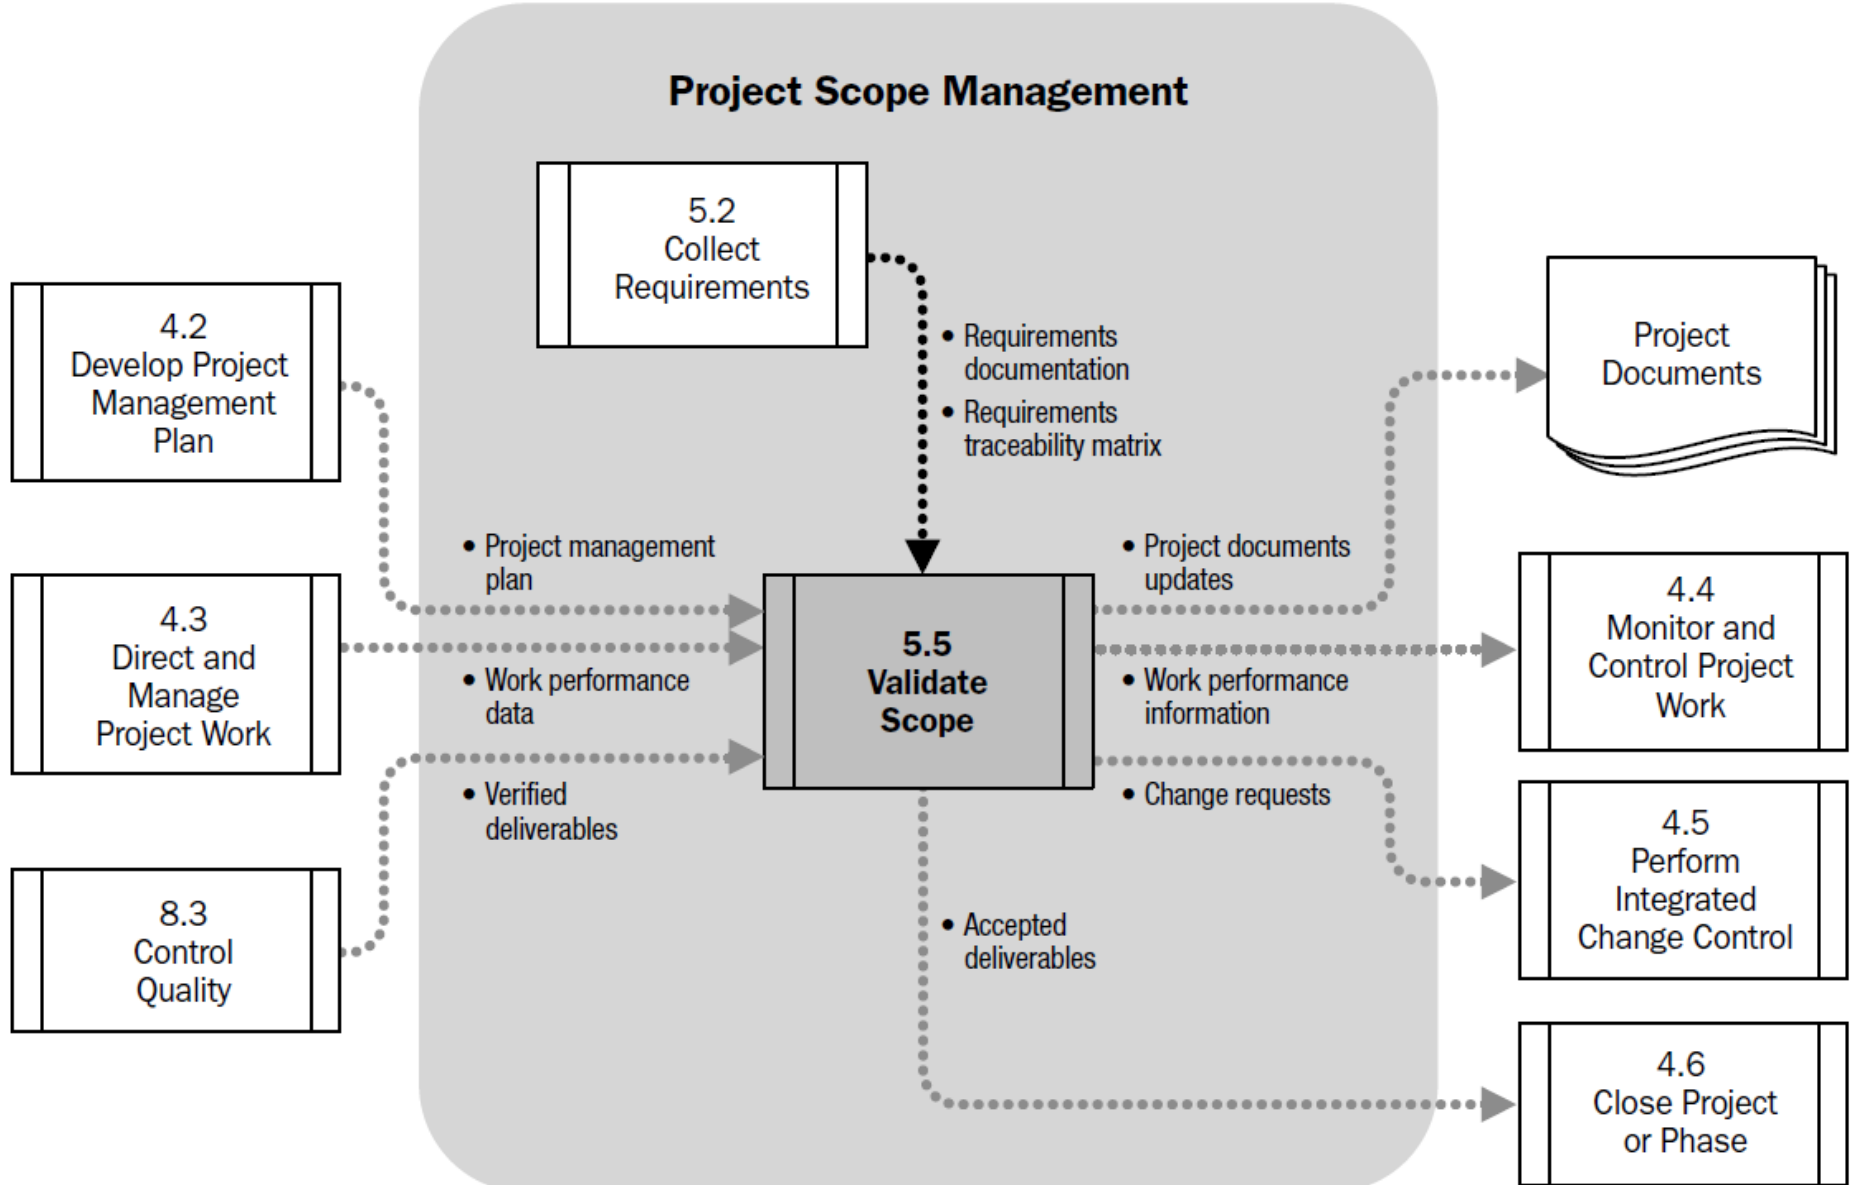 Project Scope Management
5.2
Collect
Requirements
4.2
Develop Project
Management
Plan
• Requirements
documentation
• Requirements
traceability matrix
Project
Documents
• Project management
plan
• Project documents
updates
4.3
Direct and
Manage
Project Work
• Work performance
data
5.5
Validate
Scope
• Work performance
information
4.4
Monitor and
Control Project
Work
• Verified
deliverables
• Change requests
4.5
Perform
Integrated
Change Control
8.3
Control
Quality
• Accepted
deliverables
4.6
Close Project
or Phase